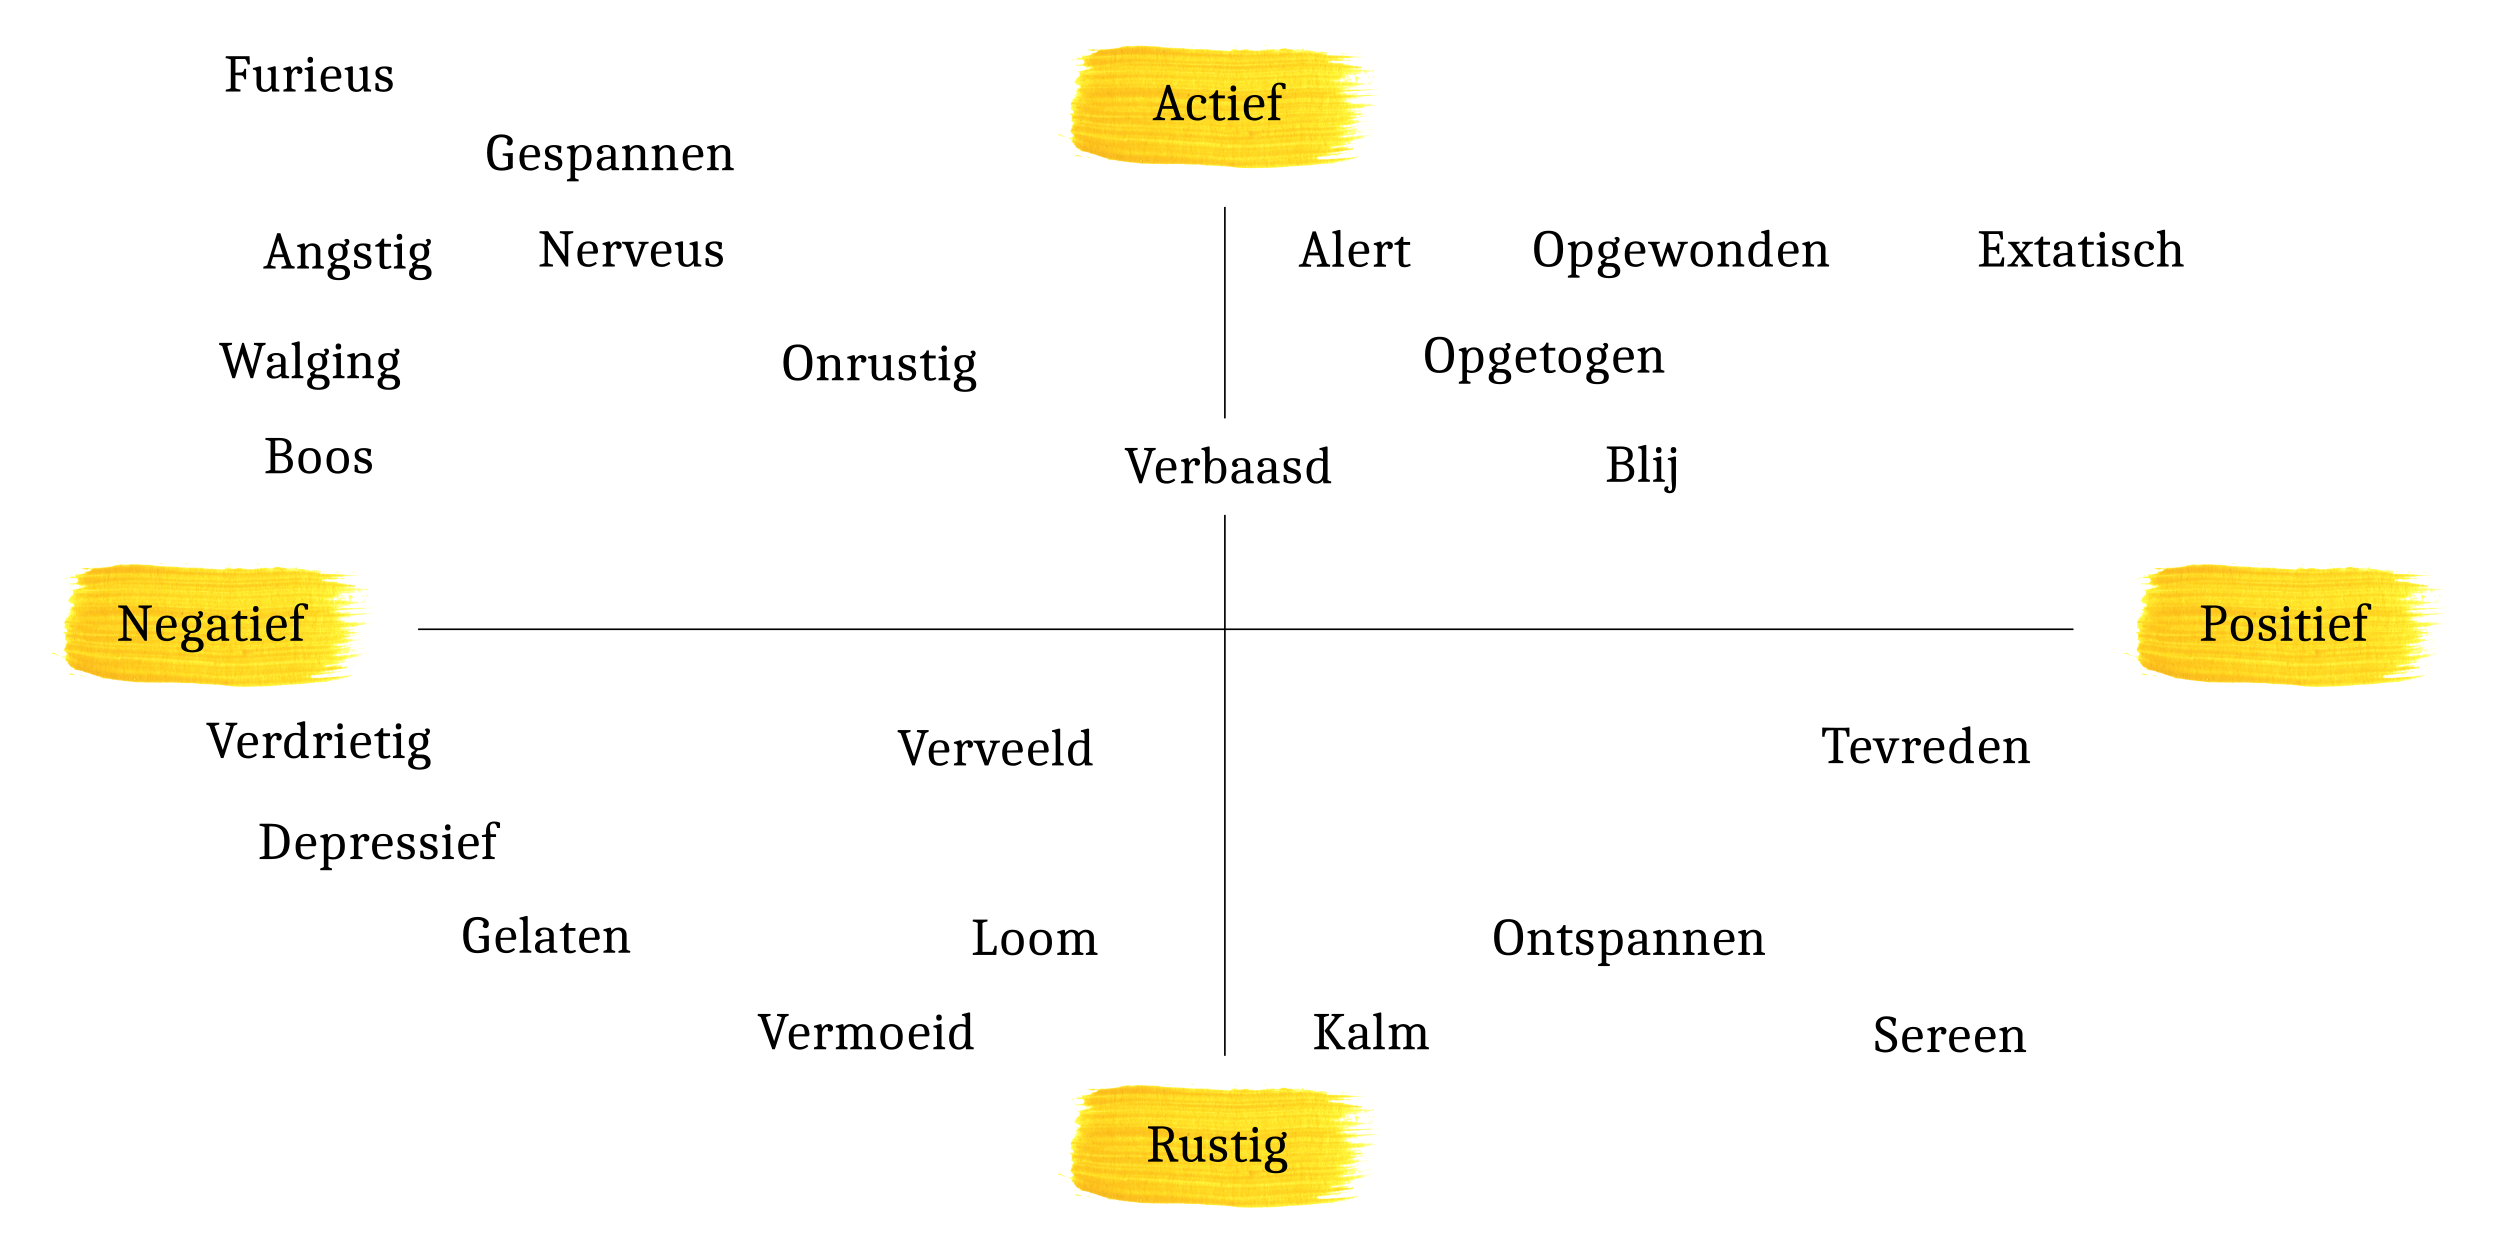 Furieus
Actief
Gespannen
Angstig
Nerveus
Alert
Opgewonden
Extatisch
Walging
Onrustig
Opgetogen
Boos
Verbaasd
Blij
Negatief
Positief
Verdrietig
Verveeld
Tevreden
Depressief
Gelaten
Loom
Ontspannen
Vermoeid
Kalm
Sereen
Rustig